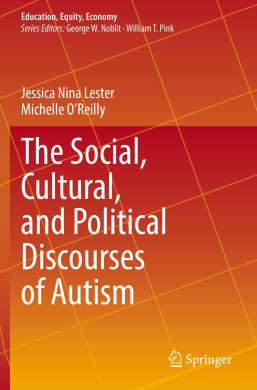 Education, Equity, Economy
Series Editors: George W. Noblit · William T. Pink
Jessica Nina Lester
Michelle O'Reilly
The Social,
Cultural,
and Political
Discourses
of Autism
Springer